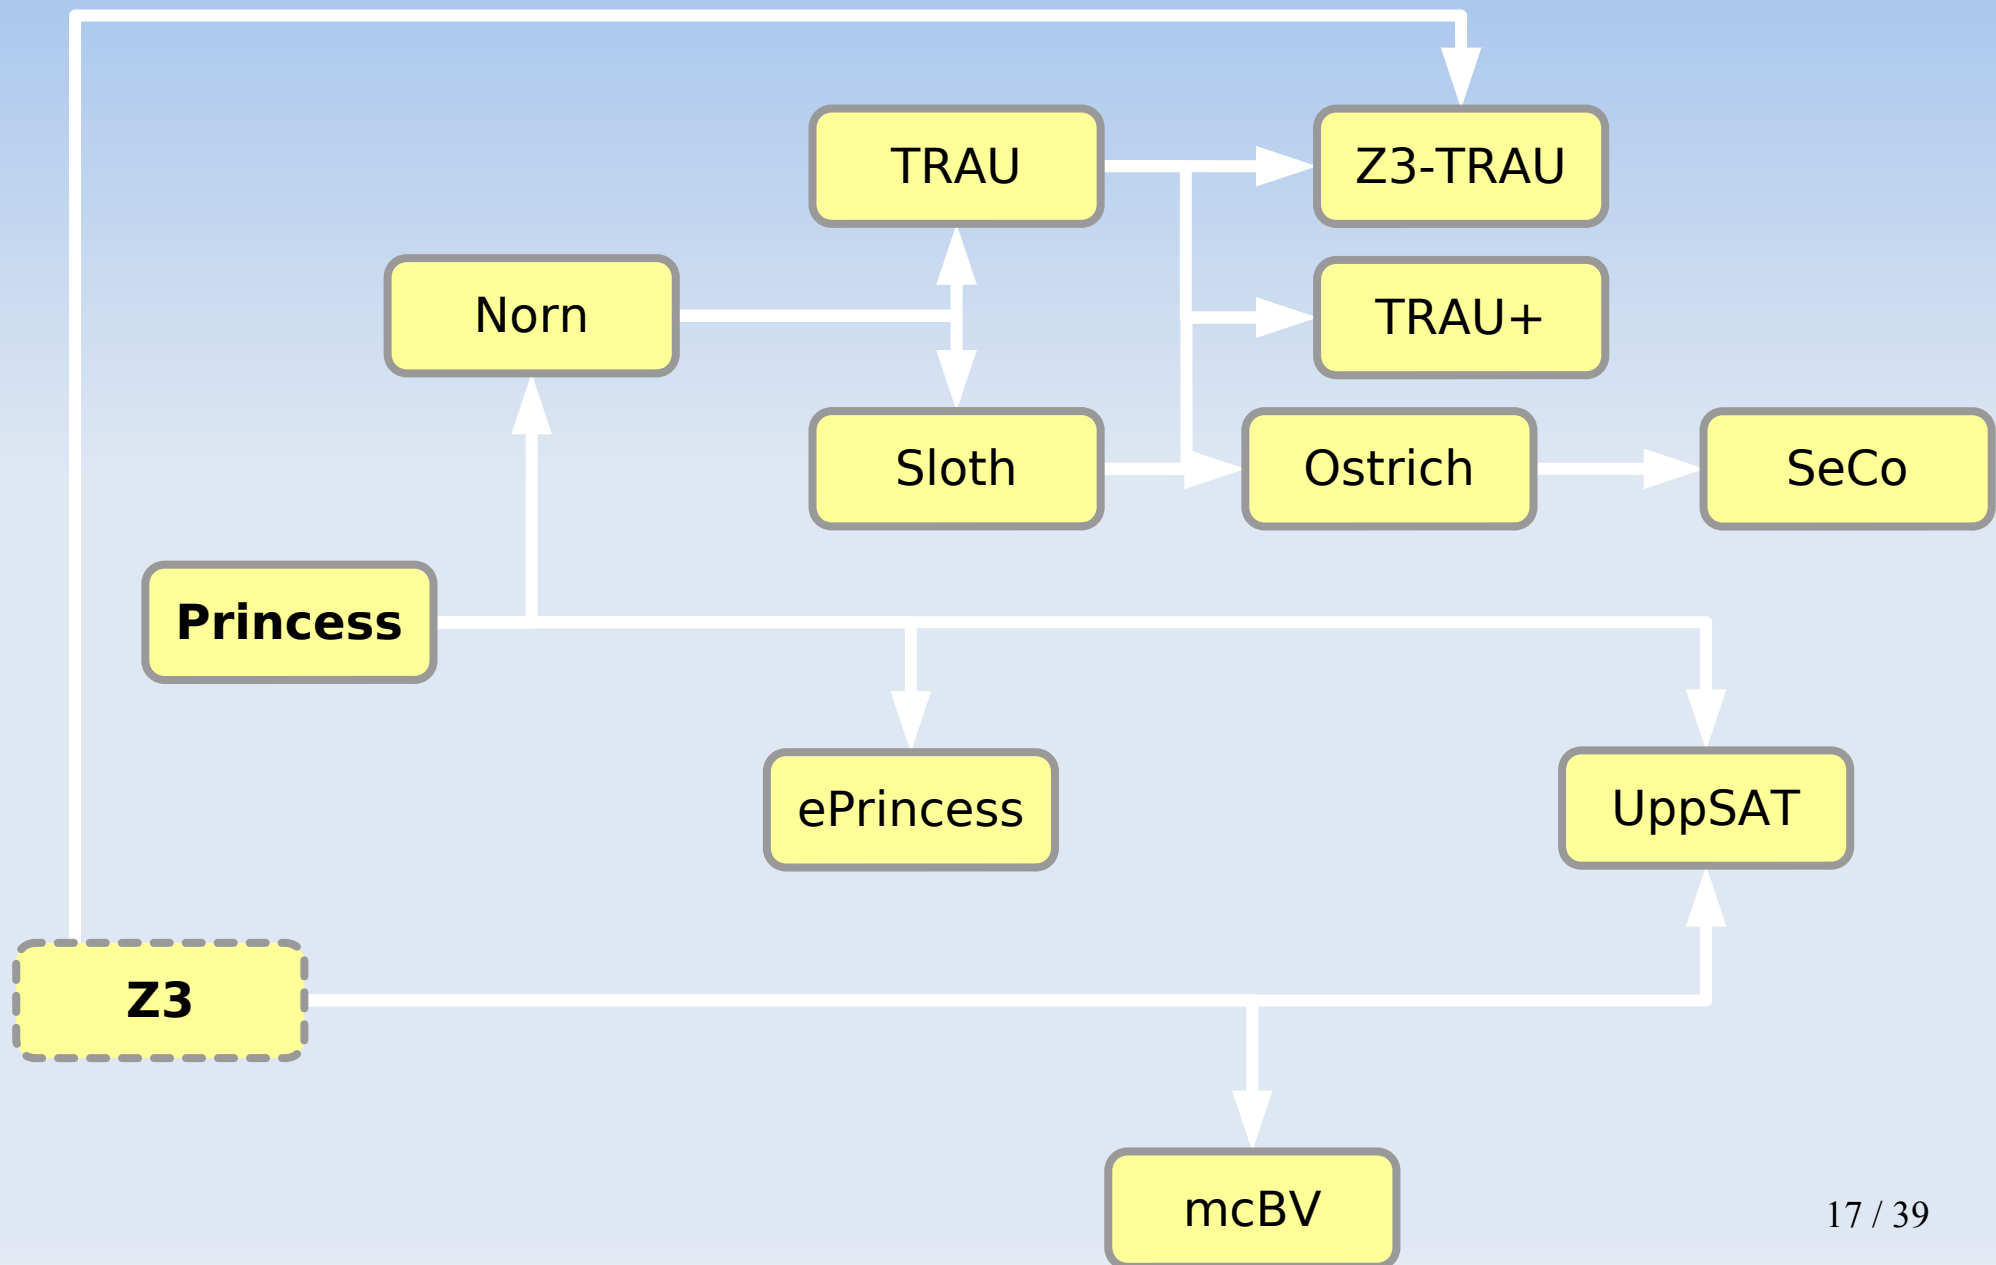 TRAU
Z3-TRAU
Norn
TRAU+
Sloth
Ostrich
SeCo
Princess
ePrincess
UppSAT
Z3
mcBV
17 / 39